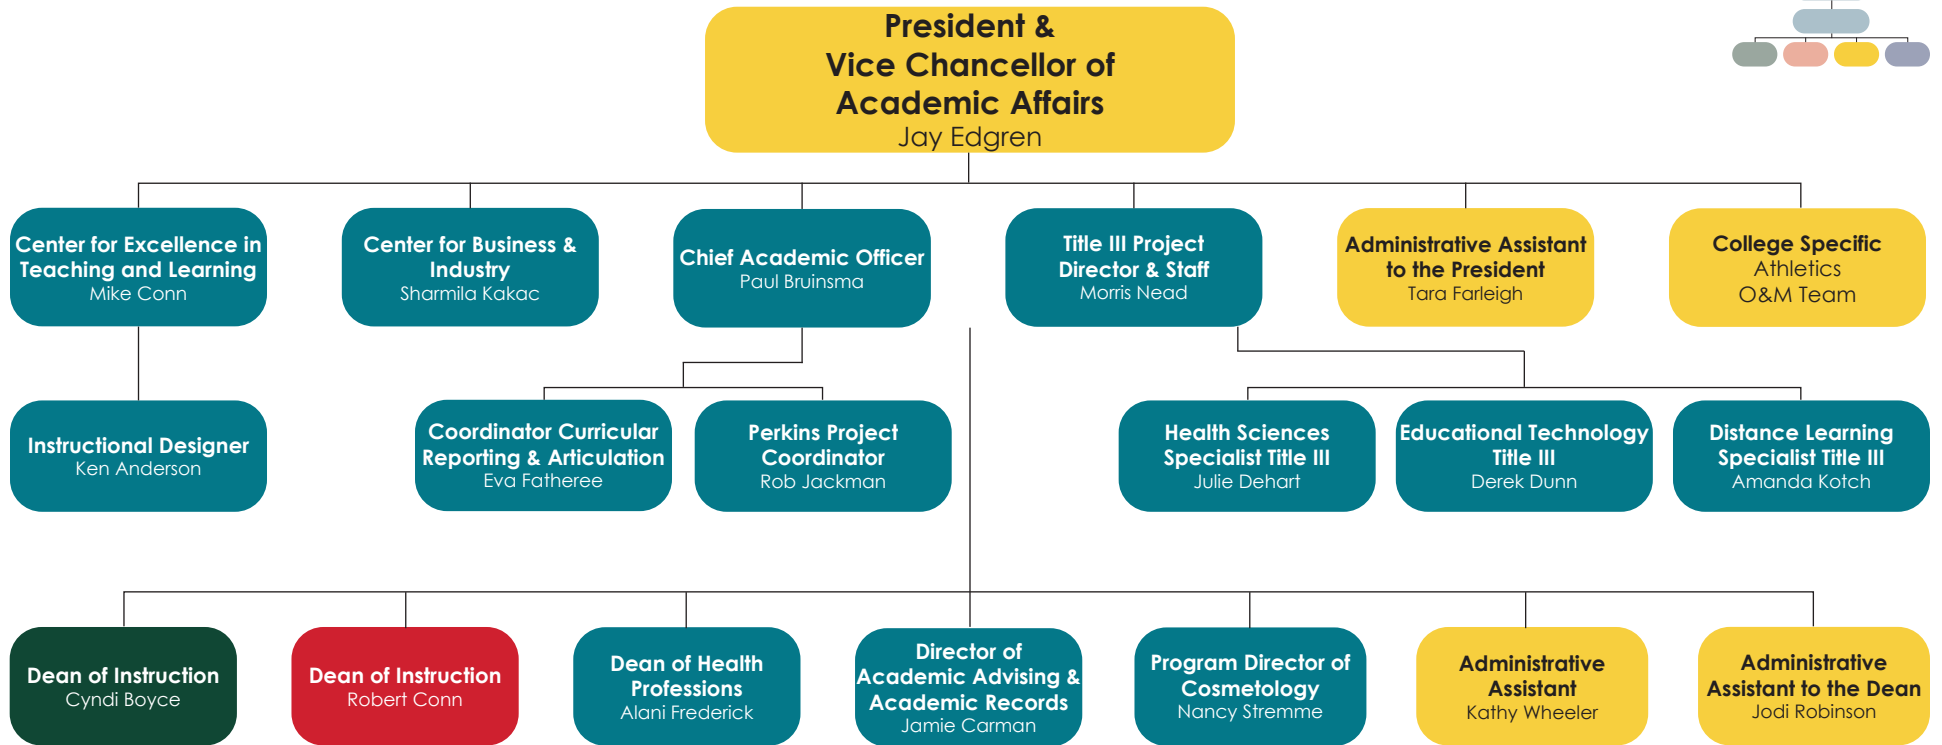 President &
Vice Chancellor of
Academic Affairs
Jay Edgren
Center for Excellence in
Teaching and Learning
Mike Conn
Center for Business &
Industry
Sharmila Kakac
Chief Academic Officer
Paul Bruinsma
Title III Project
Director & Staff
Morris Nead
Administrative Assistant
to the President
Tara Farleigh
College Specific
Athletics
O&M Team
Instructional Designer
Ken Anderson
Coordinator Curricular
Reporting & Articulation
Eva Fatheree
Perkins Project
Coordinator
Rob Jackman
Health Sciences
Specialist Title III
Julie Dehart
Educational Technology
Title III
Derek Dunn
Distance Learning
Specialist Title III
Amanda Kotch
Dean of Instruction
Cyndi Boyce
Dean of Instruction
Robert Conn
Dean of Health
Professions
Alani Frederick
Director of
Academic Advising &
Academic Records
Jamie Carman
Program Director of
Cosmetology
Nancy Stremme
Administrative
Assistant
Kathy Wheeler
Administrative
Assistant to the Dean
Jodi Robinson